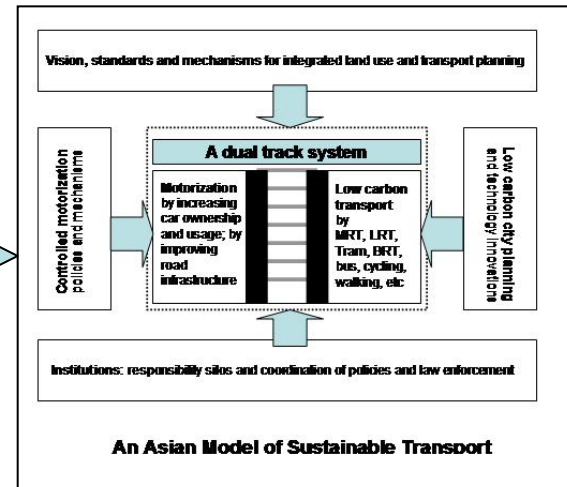 Vision, standards and mechanisms for integrated land use and transport planning
Controlled motorization
policies and mechanisms
A dual track system
Motorization
by increasing
car ownership
and usage; by
improving
road
infrastructure
Low carbon
transport
by
MRT, LRT,
Tram, BRT,
bus, cycling,
walking, etc
Low carbon city planning
and technology innovations
Institutions: responsibility silos and coordination of policies and law enforcement
An Asian Model of Sustainable Transport